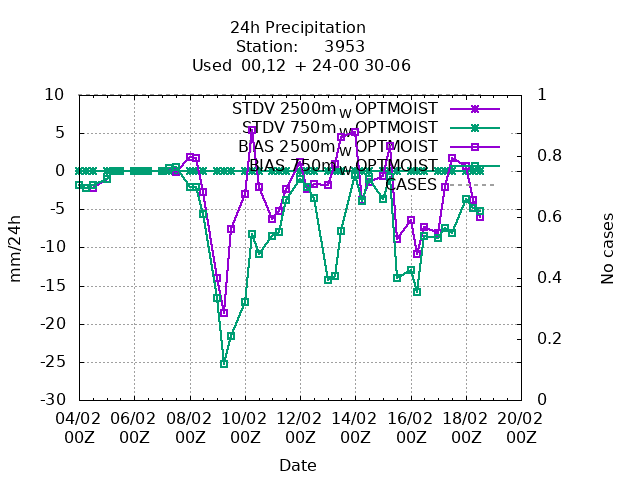 24h Precipitation
Station: 3953
Used 00,12 + 24-00 30-06
10
5
0
-5
-10
-15
-20
-25
-30
mm/24h
1
0.8
0.6
0.4
0.2
0
No cases
STDV 2500m_W OPTMOIST
STDV 750m_W OPTMOIST
BIAS 2500m_W OPTMOIST
BIAS 750m_W OPTMOIST
CASES
04/02 06/02 08/02 10/02 12/02 14/02 16/02 18/02 20/02
00Z 00Z 00Z 00Z 00Z 00Z 00Z 00Z 00Z
Date